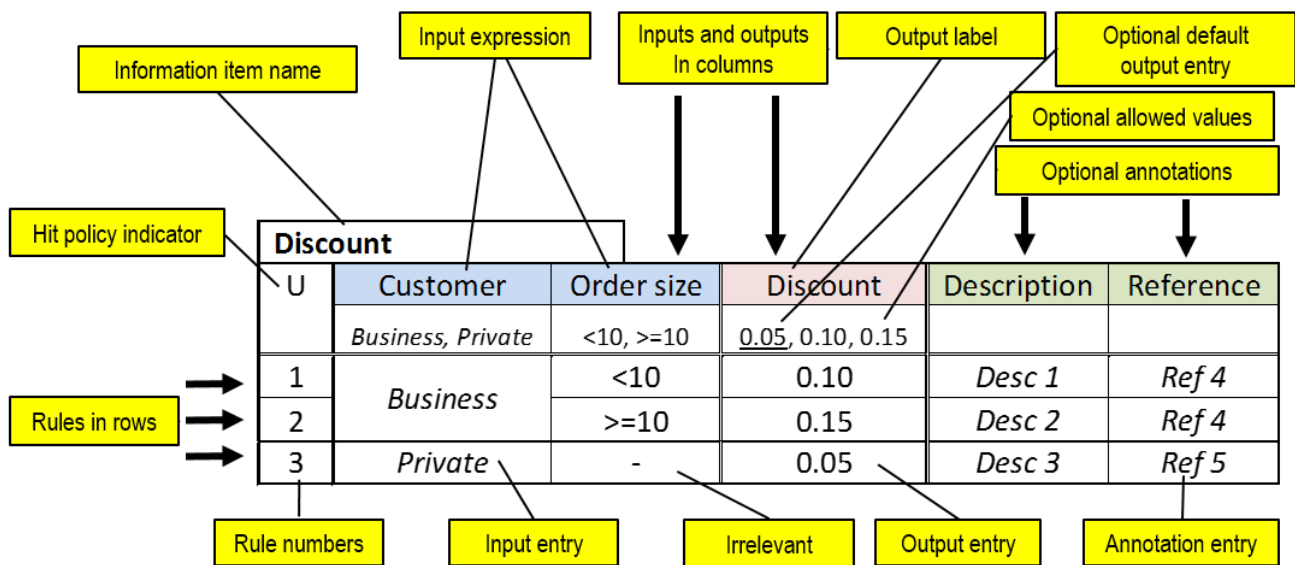 Input expression
Inputs and outputs
In columns
Output label
Optional default
output entry
Information item name
Optional allowed values
Optional annotations
Hit policy indicator
Discount
U Customer Order size Discount Description Reference
Business, Private <10, >=10 0.05, 0.10, 0.15
1 Business <10 0.10 Desc 1 Ref 4
Rules in rows
2 >=10 0.15 Desc 2 Ref 4
3 Private - 0.05 Desc 3 Ref 5
Rule numbers
Input entry
Irrelevant
Output entry
Annotation entry